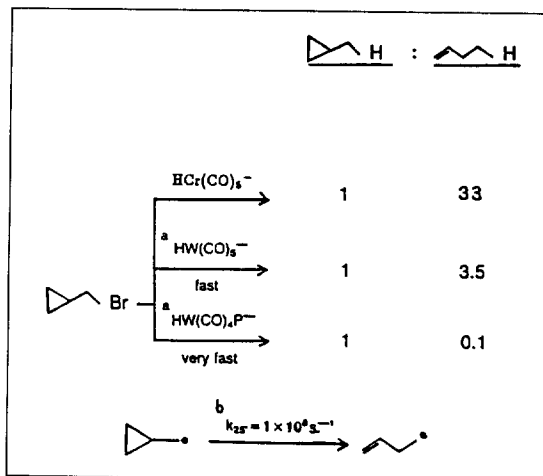 H : H
HCr(CO)₅⁻
1 33
a
HW(CO)₅⁻
fast
1 3.5
Br
a
HW(CO)₄P⁻
very fast
1 0.1
b
k₂₅° = 1 × 10⁸ S.⁻¹